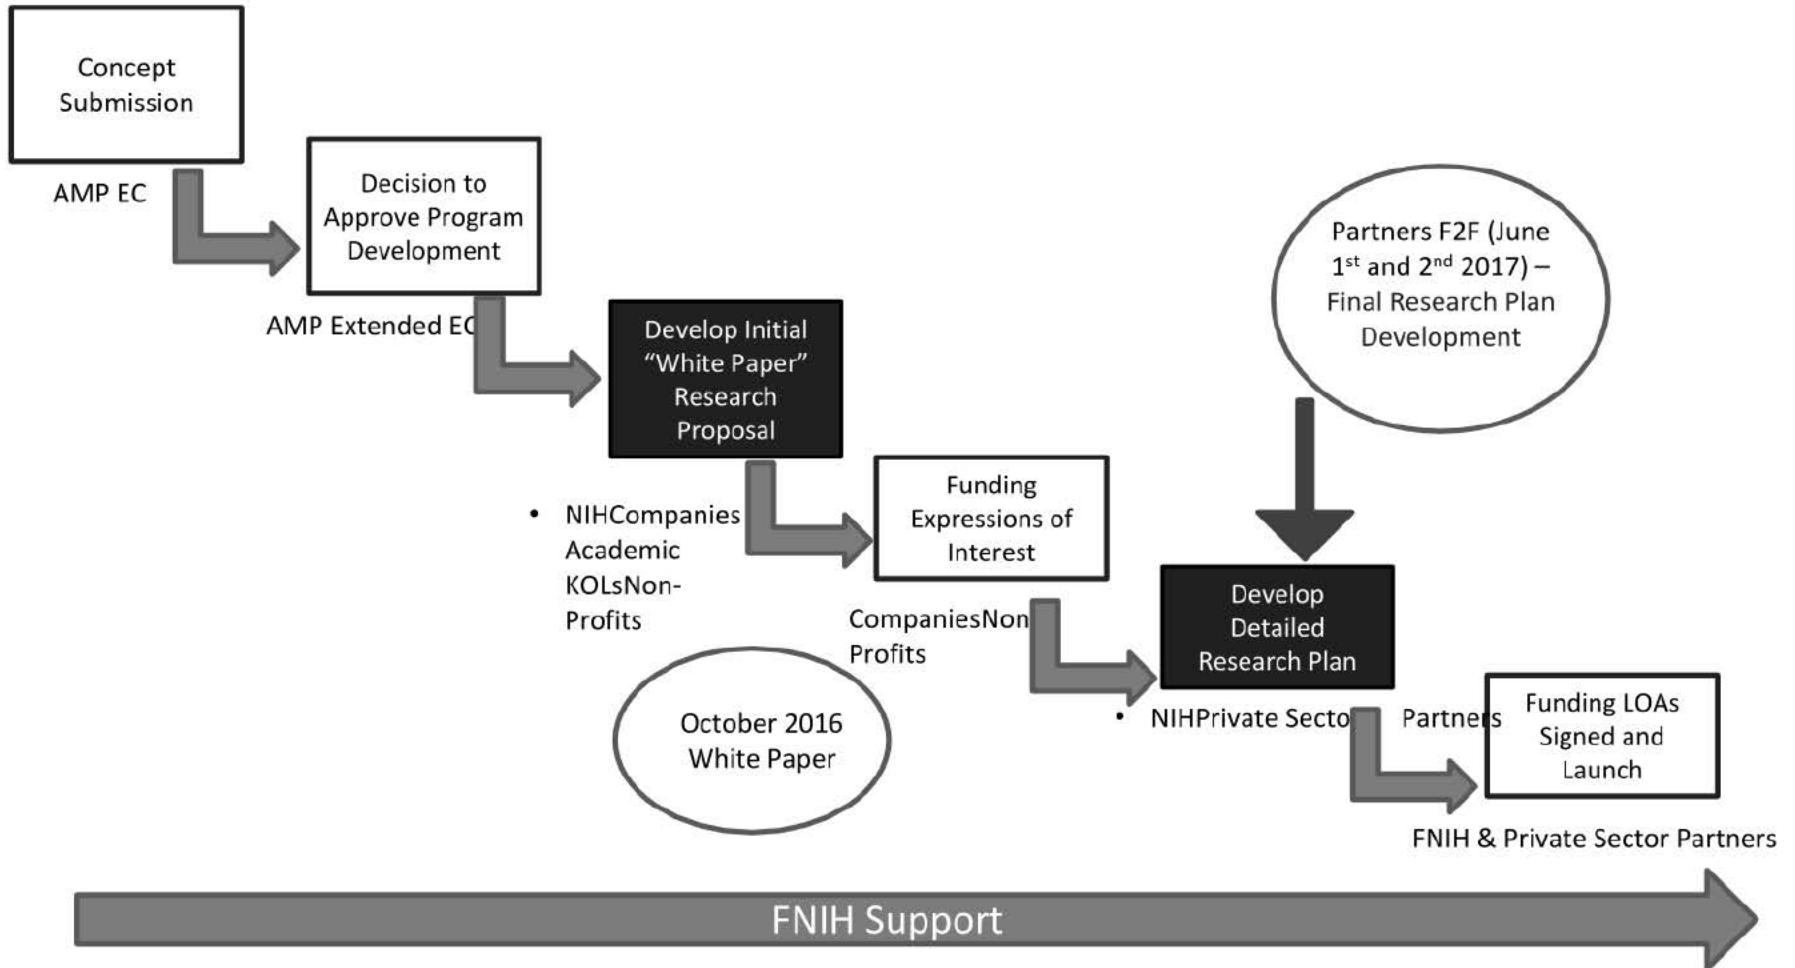 Concept
Submission
AMP EC
Decision to
Approve Program
Development
AMP Extended EC
Develop Initial
“White Paper”
Research
Proposal
• NIHCompanies
Academic
KOLsNon-
Profits
October 2016
White Paper
Funding
Expressions of
Interest
CompaniesNon
Profits
Partners F2F (June
1st and 2nd 2017) –
Final Research Plan
Development
Develop
Detailed
Research Plan
• NIHPrivate Secto Partners
Funding LOAs
Signed and
Launch
FNIH & Private Sector Partners
FNIH Support